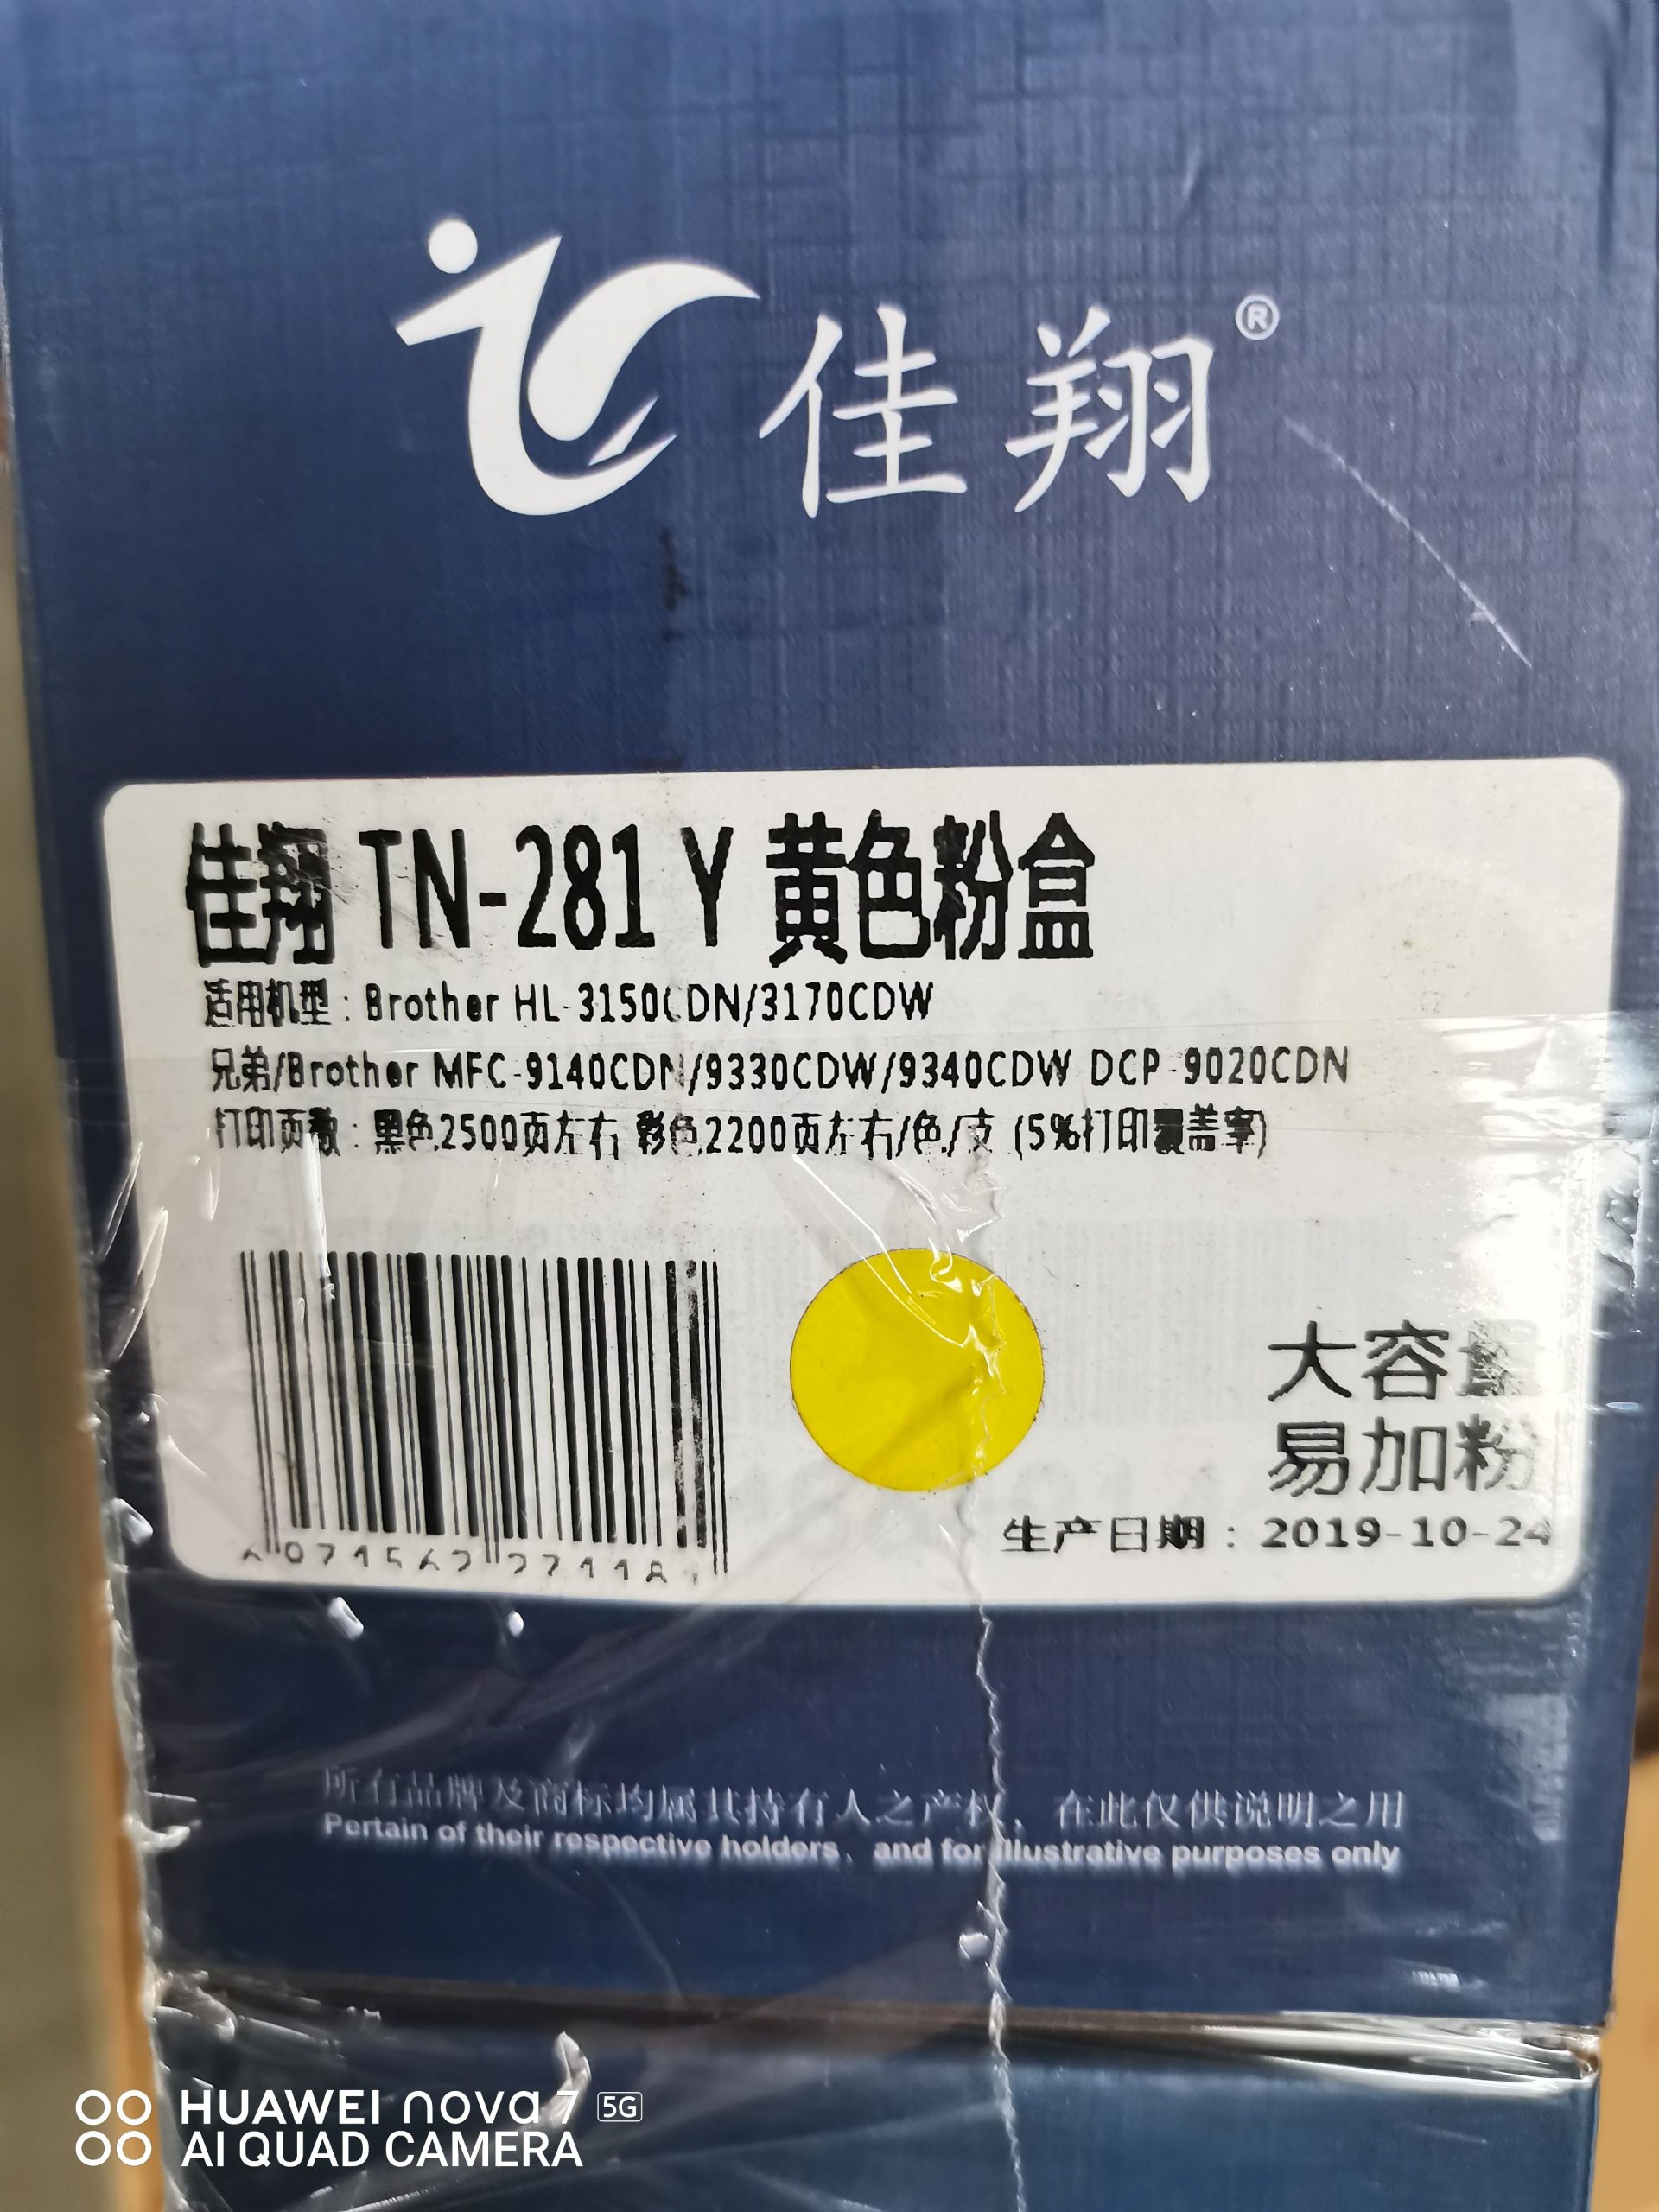 佳翔®
佳翔 TN-281 Y 黄色粉盒
适用机型：Brother HL-3150CDN/3170CDW
兄弟/Brother MFC-9140CDN/9330CDW/9340CDW DCP-9020CDN
打印页数：黑色2500页左右 彩色2200页左右/色/支 (5%打印覆盖率)
大容量
易加粉
生产日期：2019-10-24
所有品牌及商标均属其持有人之产权，在此仅供说明之用
Pertain of their respective holders, and for illustrative purposes only
HUAWEI nova 7 5G
AI QUAD CAMERA